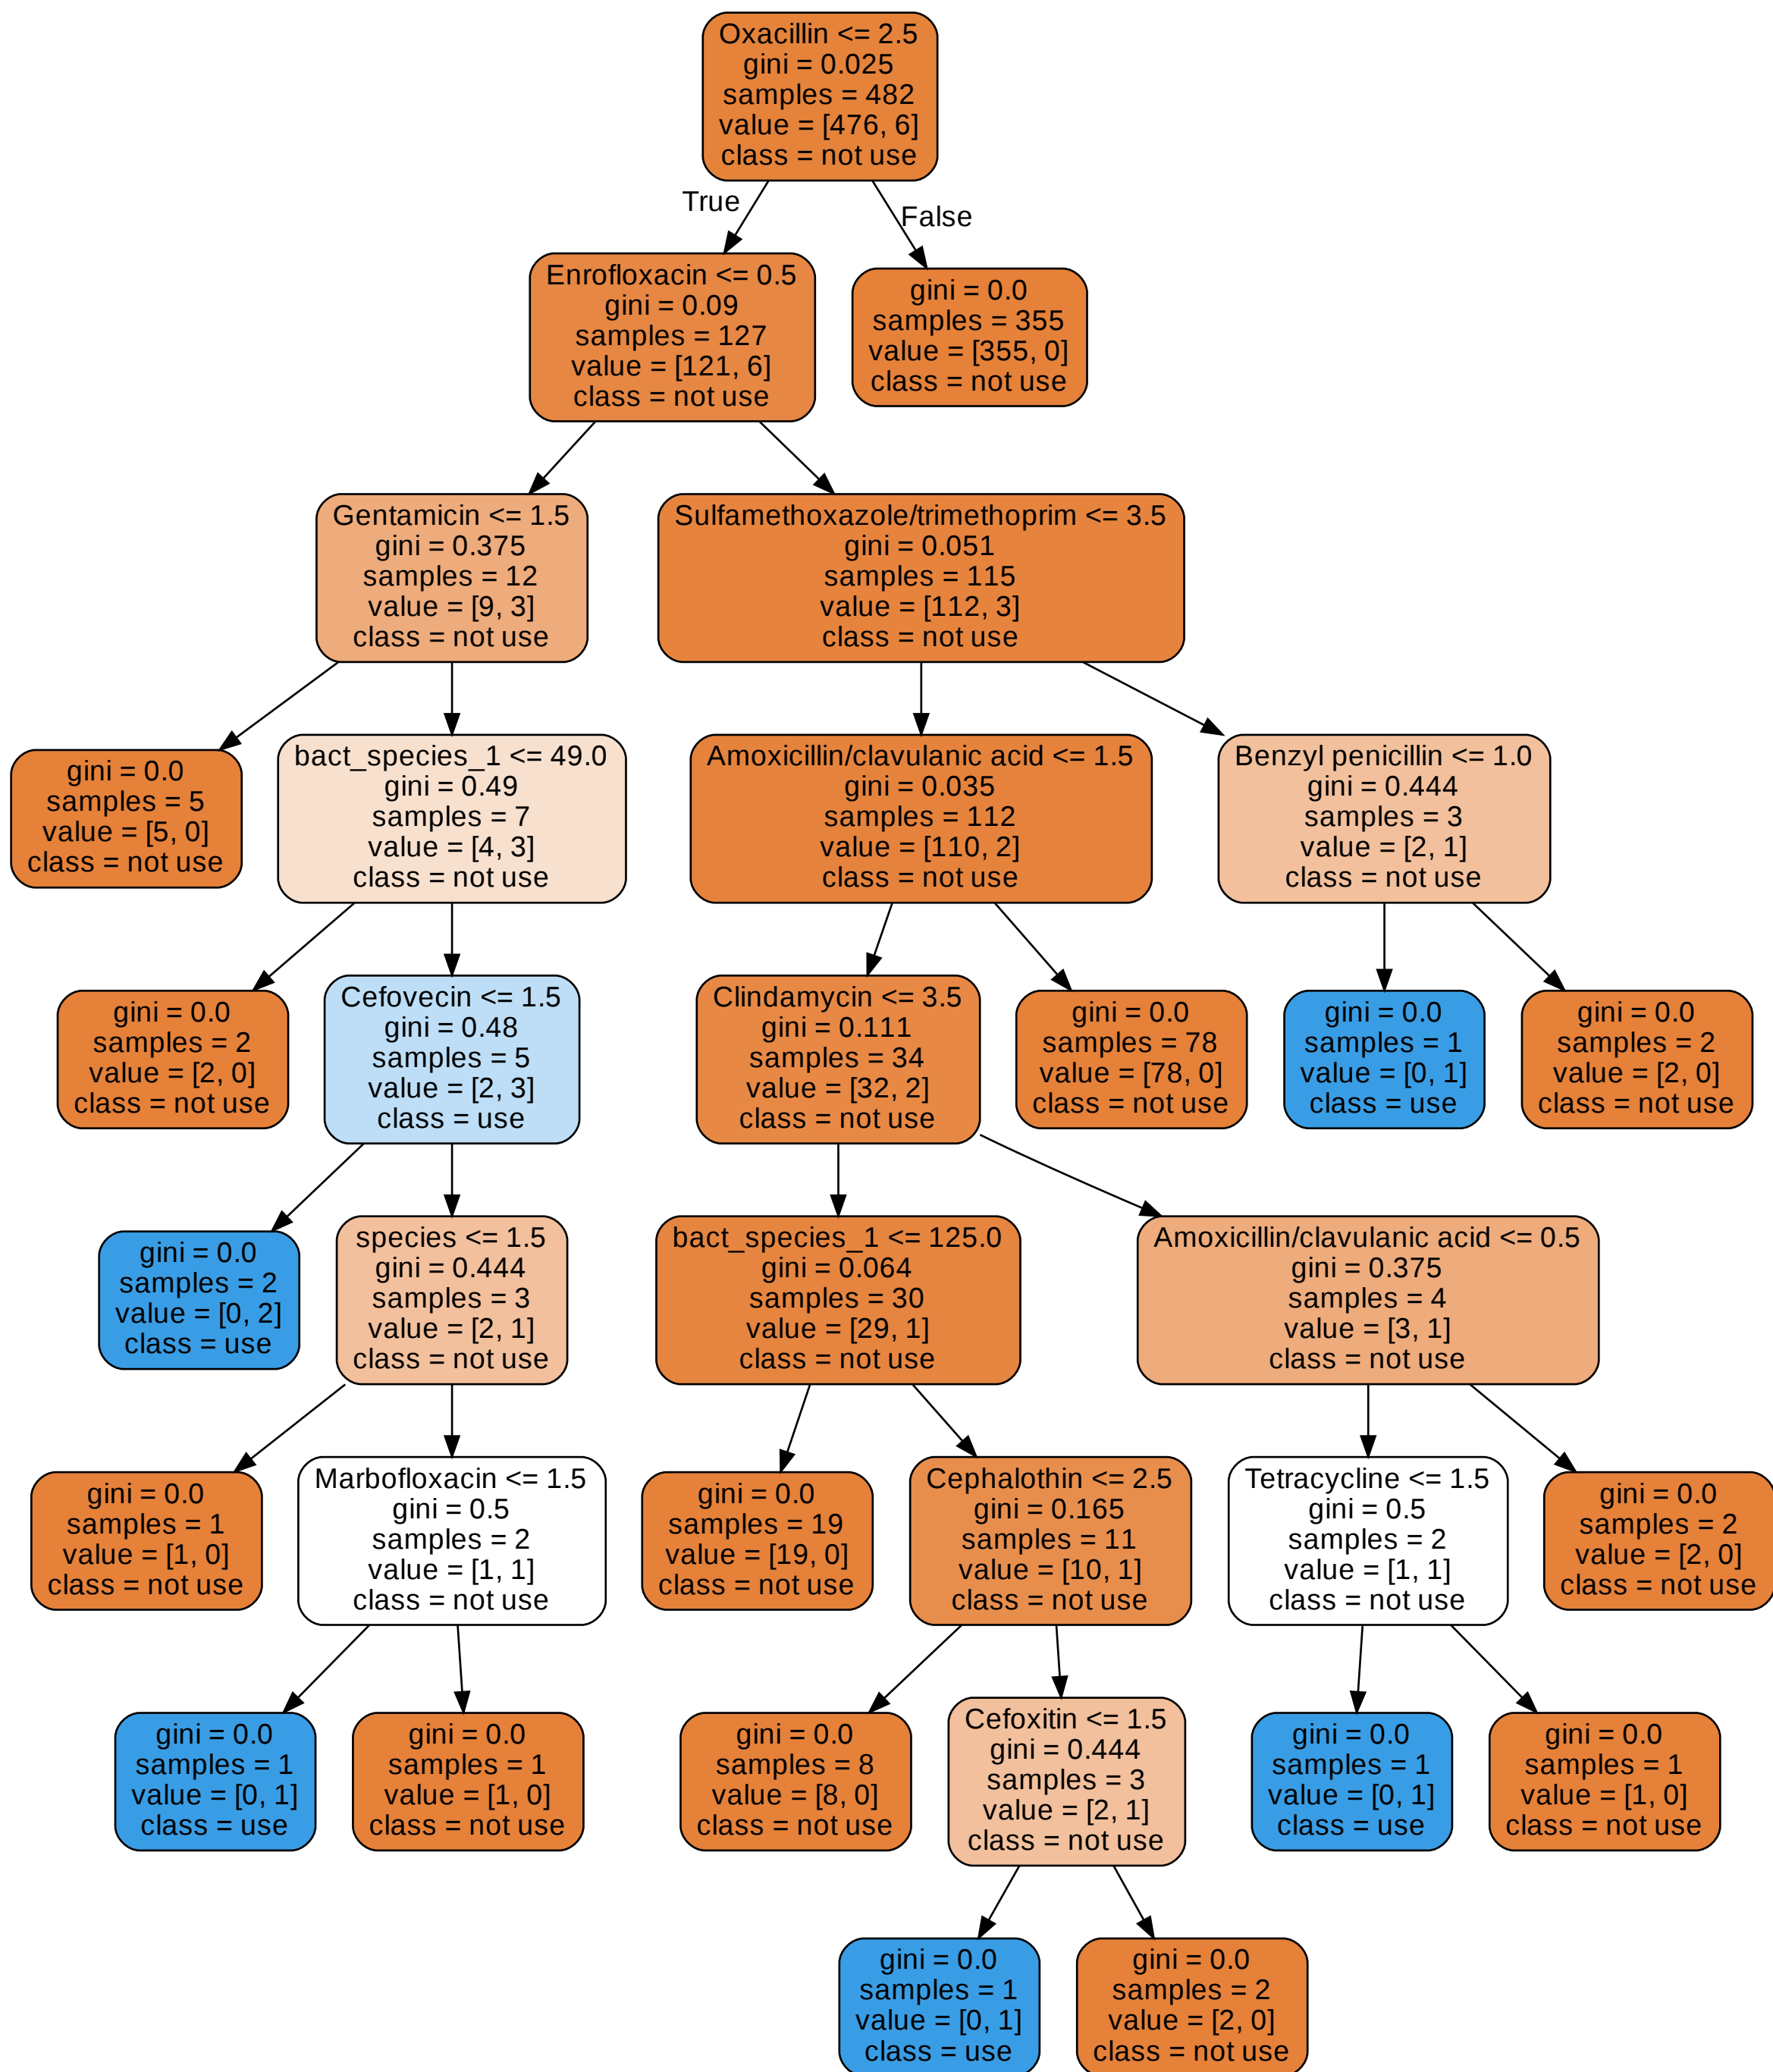 Oxacillin <= 2.5
gini = 0.025
samples = 482
value = [476, 6]
class = not use
True
False
Enrofloxacin <= 0.5
gini = 0.09
samples = 127
value = [121, 6]
class = not use
gini = 0.0
samples = 355
value = [355, 0]
class = not use
Gentamicin <= 1.5
gini = 0.375
samples = 12
value = [9, 3]
class = not use
Sulfamethoxazole/trimethoprim <= 3.5
gini = 0.051
samples = 115
value = [112, 3]
class = not use
gini = 0.0
samples = 5
value = [5, 0]
class = not use
bact_species_1 <= 49.0
gini = 0.49
samples = 7
value = [4, 3]
class = not use
Amoxicillin/clavulanic acid <= 1.5
gini = 0.035
samples = 112
value = [110, 2]
class = not use
Benzyl penicillin <= 1.0
gini = 0.444
samples = 3
value = [2, 1]
class = not use
gini = 0.0
samples = 2
value = [2, 0]
class = not use
Cefovecin <= 1.5
gini = 0.48
samples = 5
value = [2, 3]
class = use
Clindamycin <= 3.5
gini = 0.111
samples = 34
value = [32, 2]
class = not use
gini = 0.0
samples = 78
value = [78, 0]
class = not use
gini = 0.0
samples = 1
value = [0, 1]
class = use
gini = 0.0
samples = 2
value = [2, 0]
class = not use
gini = 0.0
samples = 2
value = [0, 2]
class = use
species <= 1.5
gini = 0.444
samples = 3
value = [2, 1]
class = not use
bact_species_1 <= 125.0
gini = 0.064
samples = 30
value = [29, 1]
class = not use
Amoxicillin/clavulanic acid <= 0.5
gini = 0.375
samples = 4
value = [3, 1]
class = not use
gini = 0.0
samples = 1
value = [1, 0]
class = not use
Marbofloxacin <= 1.5
gini = 0.5
samples = 2
value = [1, 1]
class = not use
gini = 0.0
samples = 19
value = [19, 0]
class = not use
Cephalothin <= 2.5
gini = 0.165
samples = 11
value = [10, 1]
class = not use
Tetracycline <= 1.5
gini = 0.5
samples = 2
value = [1, 1]
class = not use
gini = 0.0
samples = 2
value = [2, 0]
class = not use
gini = 0.0
samples = 1
value = [0, 1]
class = use
gini = 0.0
samples = 1
value = [1, 0]
class = not use
gini = 0.0
samples = 8
value = [8, 0]
class = not use
Cefoxitin <= 1.5
gini = 0.444
samples = 3
value = [2, 1]
class = not use
gini = 0.0
samples = 1
value = [0, 1]
class = use
gini = 0.0
samples = 1
value = [1, 0]
class = not use
gini = 0.0
samples = 1
value = [0, 1]
class = use
gini = 0.0
samples = 2
value = [2, 0]
class = not use